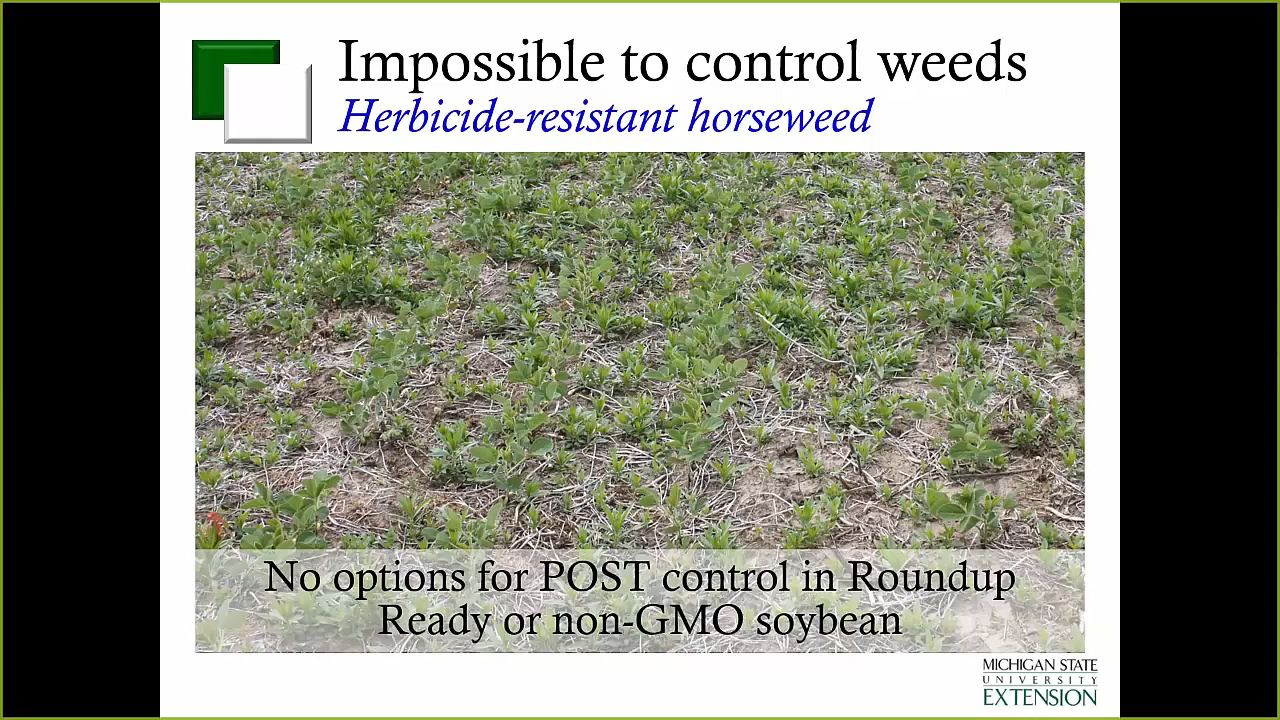 Impossible to control weeds
Herbicide-resistant horseweed
No options for POST control in Roundup
Ready or non-GMO soybean
MICHIGAN STATE
UNIVERSITY
EXTENSION